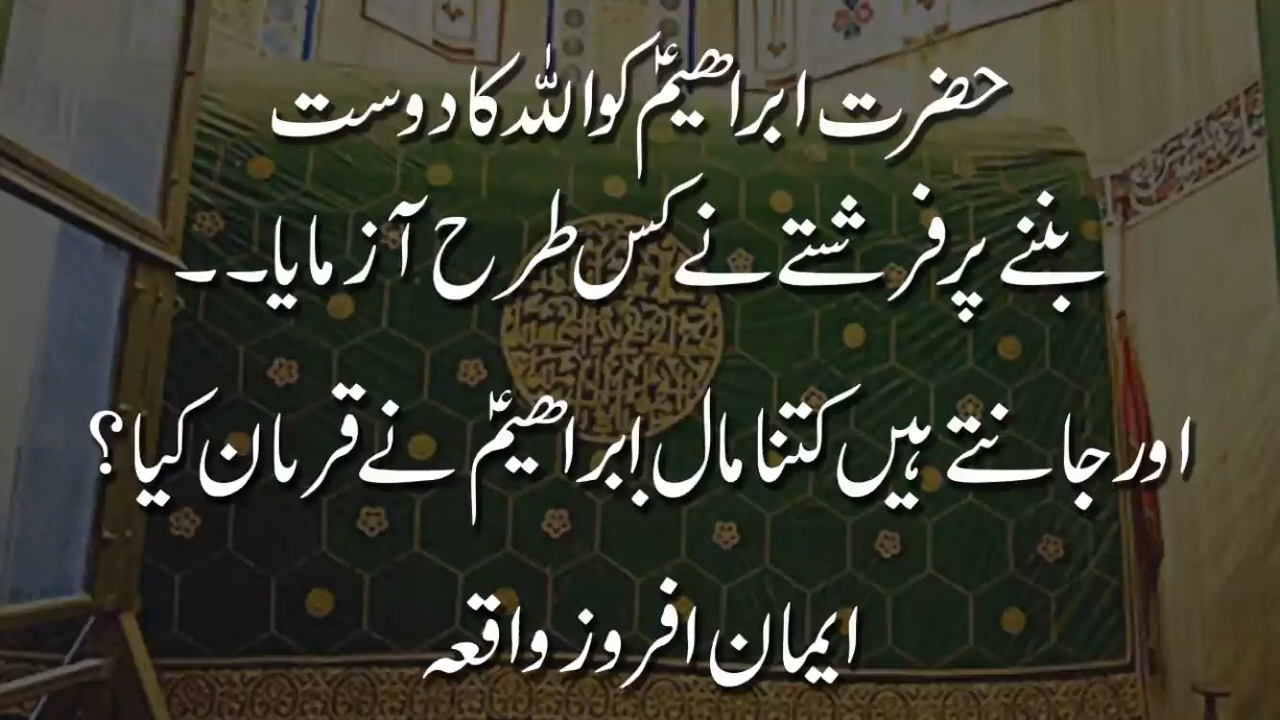 حضرت ابراھیمؑ کو اللہ کا دوست
بننے پر فرشتے نے کس طرح آزمایا۔۔
اور جانتے ہیں کتنا مال ابراھیمؑ نے قرمان کیا؟
ایمان افروز واقعہ